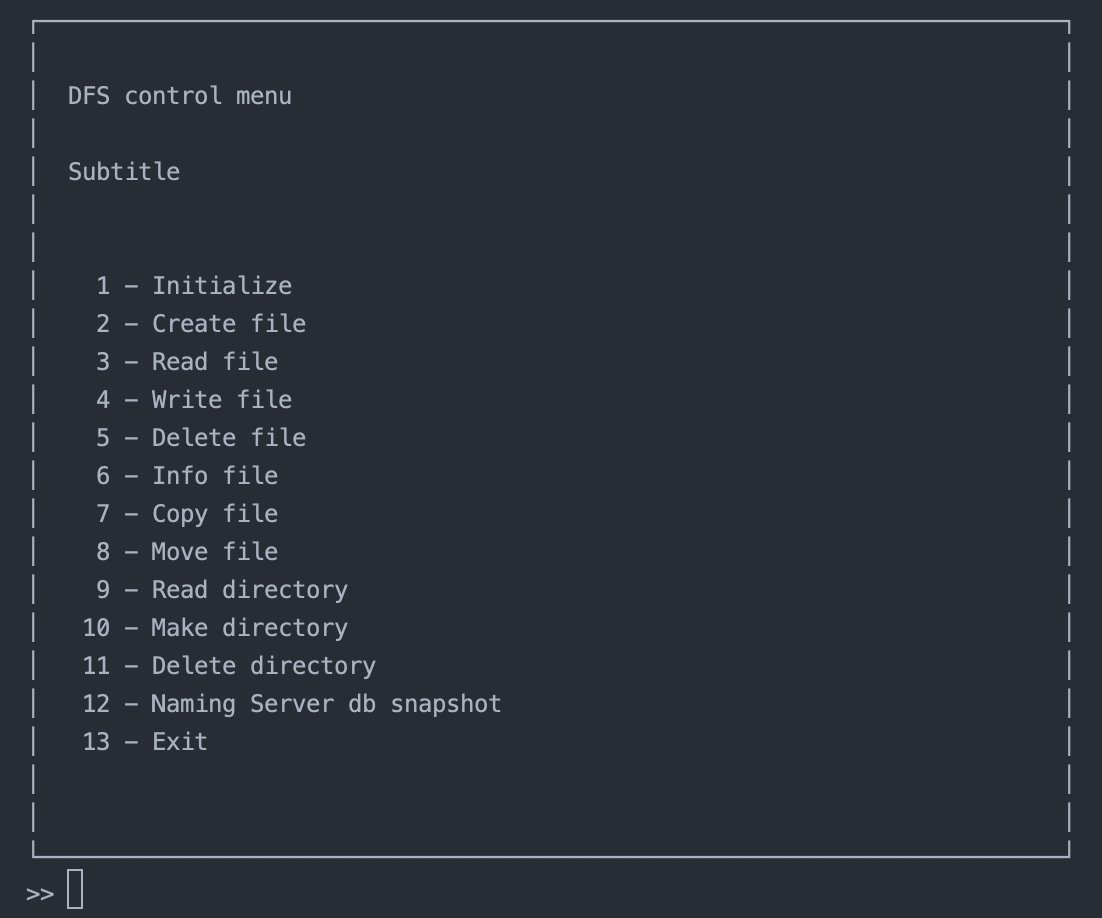 DFS control menu
Subtitle
1 – Initialize
2 – Create file
3 – Read file
4 – Write file
5 – Delete file
6 – Info file
7 – Copy file
8 – Move file
9 – Read directory
10 – Make directory
11 – Delete directory
12 – Naming Server db snapshot
13 – Exit
>>